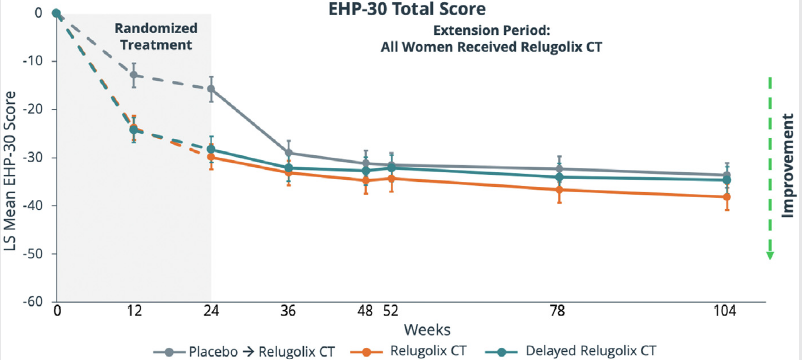 EHP-30 Total Score
Randomized
Treatment
Extension Period:
All Women Received Relugolix CT
LS Mean EHP-30 Score
0
-10
-20
-30
-40
-50
-60
0 12 24 36 48 52 78 104
Weeks
Improvement
Placebo → Relugolix CT Relugolix CT Delayed Relugolix CT